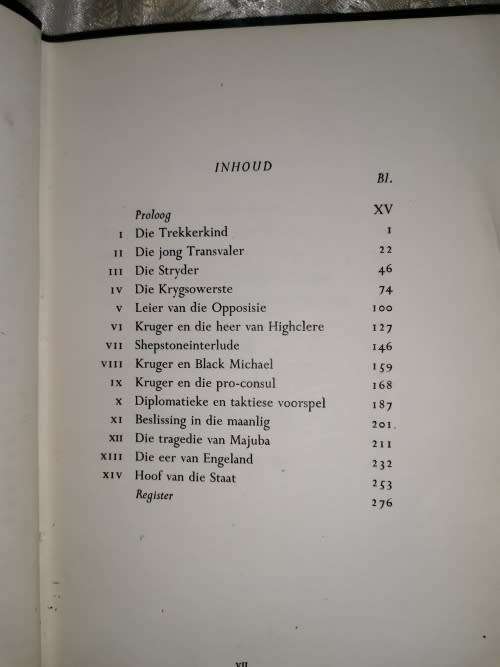 INHOUD
Bl.
Proloog XV
I Die Trekkerkind 1
II Die jong Transvaler 22
III Die Stryder 46
IV Die Krygsowerste 74
V Leier van die Opposisie 100
VI Kruger en die heer van Highclere 127
VII Shepstoneinterlude 146
VIII Kruger en Black Michael 159
IX Kruger en die pro-consul 168
X Diplomatieke en taktiese voorspel 187
XI Beslissing in die maanlig 201
XII Die tragedie van Majuba 211
XIII Die eer van Engeland 232
XIV Hoof van die Staat 253
Register 276
VII